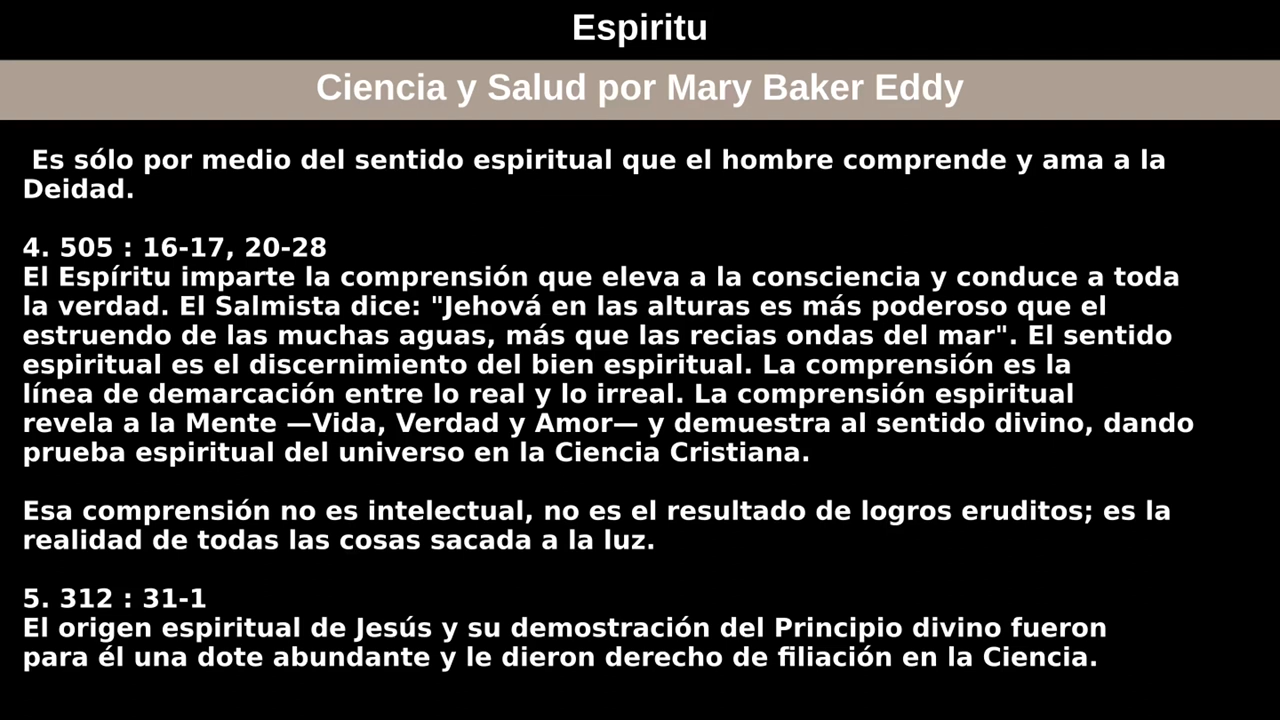 Espiritu
Ciencia y Salud por Mary Baker Eddy
Es sólo por medio del sentido espiritual que el hombre comprende y ama a la
Deidad.
4. 505 : 16-17, 20-28
El Espíritu imparte la comprensión que eleva a la consciencia y conduce a toda
la verdad. El Salmista dice: "Jehová en las alturas es más poderoso que el
estruendo de las muchas aguas, más que las recias ondas del mar". El sentido
espiritual es el discernimiento del bien espiritual. La comprensión es la
línea de demarcación entre lo real y lo irreal. La comprensión espiritual
revela a la Mente —Vida, Verdad y Amor— y demuestra al sentido divino, dando
prueba espiritual del universo en la Ciencia Cristiana.
Esa comprensión no es intelectual, no es el resultado de logros eruditos; es la
realidad de todas las cosas sacada a la luz.
5. 312 : 31-1
El origen espiritual de Jesús y su demostración del Principio divino fueron
para él una dote abundante y le dieron derecho de filiación en la Ciencia.